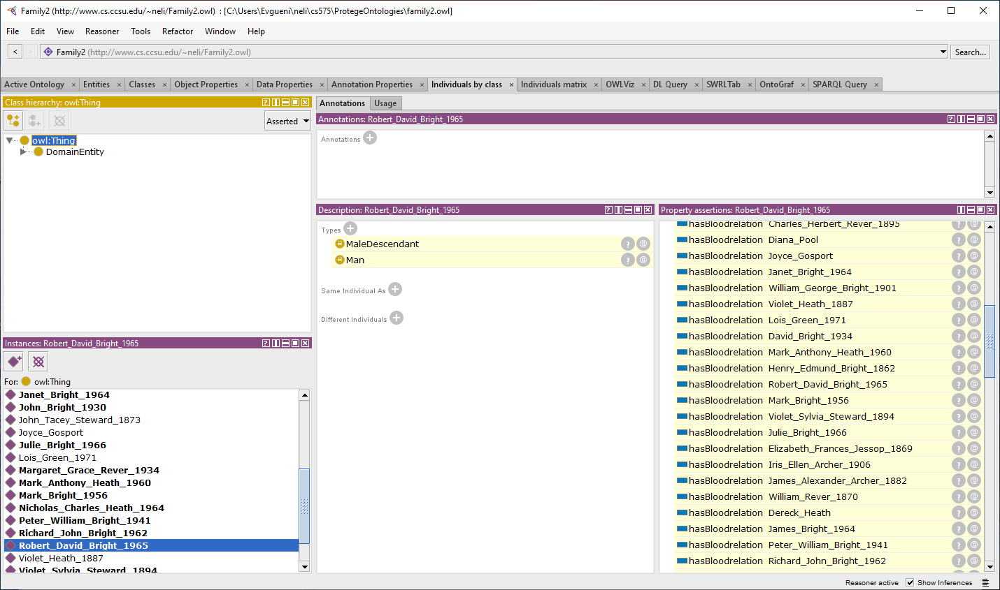 Family2 (http://www.cs.ccsu.edu/~neli/Family2.owl) : [C:\Users\Evgueni\neli\cs575\ProtegeOntologies\family2.owl]
File Edit View Reasoner Tools Refactor Window Help
< > Family2 (http://www.cs.ccsu.edu/~neli/Family2.owl) Search...
Active Ontology × Entities × Classes × Object Properties × Data Properties × Annotation Properties × Individuals by class × Individuals matrix × OWLViz × DL Query × SWRLTab × OntoGraf × SPARQL Query ×
Class hierarchy: owl:Thing
Asserted
owl:Thing
DomainEntity
Instances: Robert_David_Bright_1965
For: owl:Thing
Janet_Bright_1964
John_Bright_1930
John_Tacey_Steward_1873
Joyce_Gosport
Julie_Bright_1966
Lois_Green_1971
Margaret_Grace_Rever_1934
Mark_Anthony_Heath_1960
Mark_Bright_1956
Nicholas_Charles_Heath_1964
Peter_William_Bright_1941
Richard_John_Bright_1962
Robert_David_Bright_1965
Violet_Heath_1887
Violet_Sylvia_Steward_1894
Annotations Usage
Annotations: Robert_David_Bright_1965
Annotations
Description: Robert_David_Bright_1965
Types
MaleDescendant
Man
Same Individual As
Different Individuals
Property assertions: Robert_David_Bright_1965
hasBloodrelation Charles_Herbert_Rever_1895
hasBloodrelation Diana_Pool
hasBloodrelation Joyce_Gosport
hasBloodrelation Janet_Bright_1964
hasBloodrelation William_George_Bright_1901
hasBloodrelation Violet_Heath_1887
hasBloodrelation Lois_Green_1971
hasBloodrelation David_Bright_1934
hasBloodrelation Mark_Anthony_Heath_1960
hasBloodrelation Henry_Edmund_Bright_1862
hasBloodrelation Robert_David_Bright_1965
hasBloodrelation Mark_Bright_1956
hasBloodrelation Violet_Sylvia_Steward_1894
hasBloodrelation Julie_Bright_1966
hasBloodrelation Elizabeth_Frances_Jessop_1869
hasBloodrelation Iris_Ellen_Archer_1906
hasBloodrelation James_Alexander_Archer_1882
hasBloodrelation William_Rever_1870
hasBloodrelation Dereck_Heath
hasBloodrelation James_Bright_1964
hasBloodrelation Peter_William_Bright_1941
hasBloodrelation Richard_John_Bright_1962
Reasoner active Show Inferences